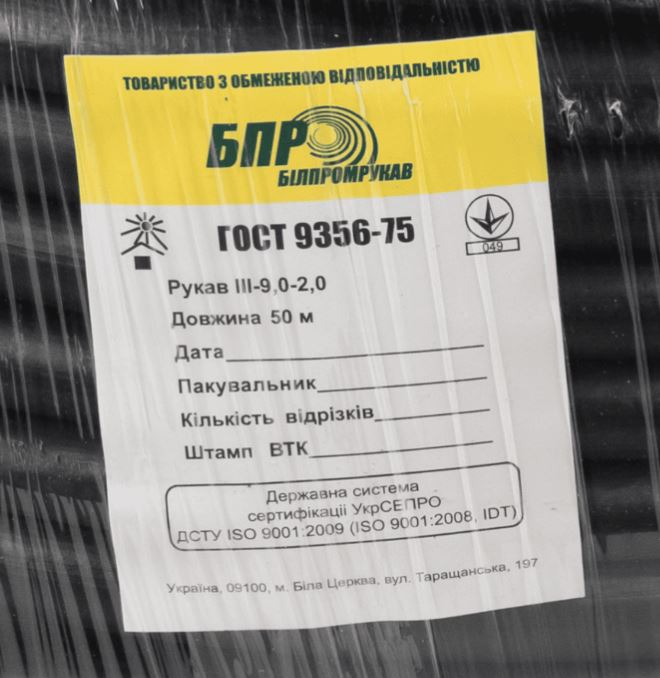 ТОВАРИСТВО З ОБМЕЖЕНОЮ ВІДПОВІДАЛЬНІСТЮ
БПР
БІЛПРОМРУКАВ
ГОСТ 9356-75
049
Рукав III-9,0-2,0
Довжина 50 м
Дата
Пакувальник
Кількість відрізків
Штамп ВТК
Державна система
сертифікації УкрСЕПРО
ДСТУ ISO 9001:2009 (ISO 9001:2008, IDT)
Україна, 09100, м. Біла Церква, вул. Таращанська, 197